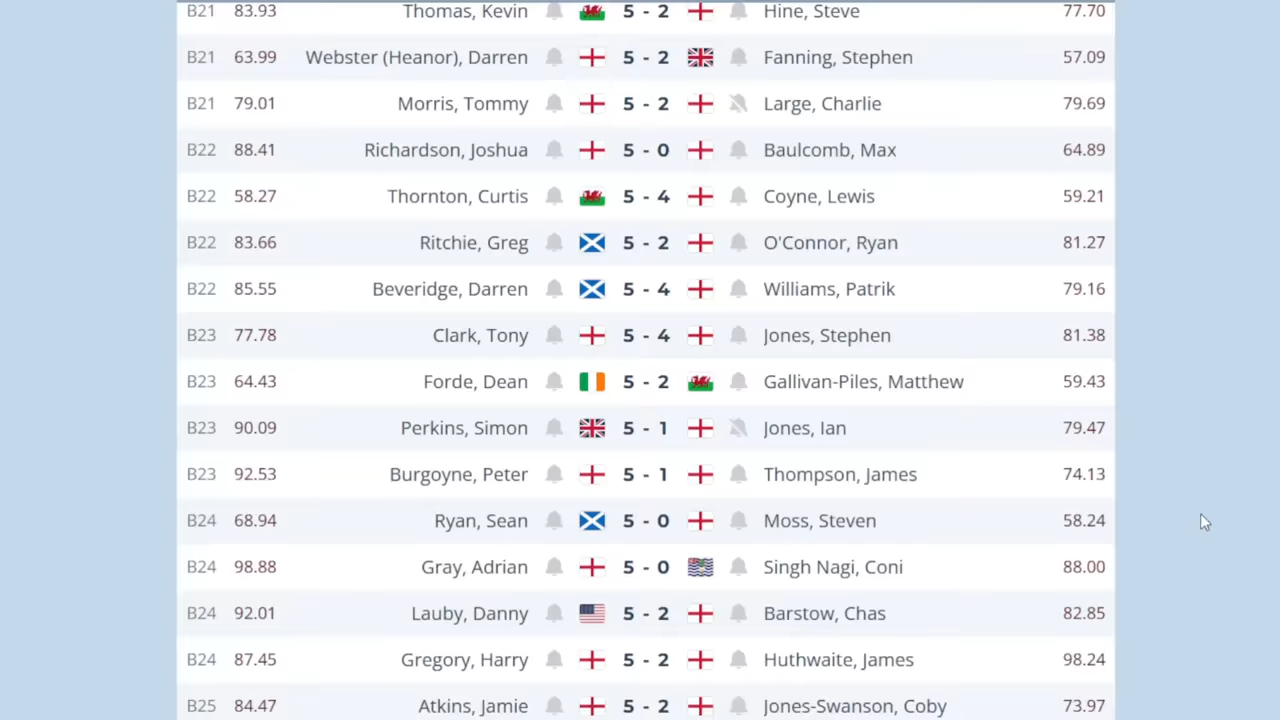 B21 83.93 Thomas, Kevin 5 - 2 Hine, Steve 77.70
B21 63.99 Webster (Heanor), Darren 5 - 2 Fanning, Stephen 57.09
B21 79.01 Morris, Tommy 5 - 2 Large, Charlie 79.69
B22 88.41 Richardson, Joshua 5 - 0 Baulcomb, Max 64.89
B22 58.27 Thornton, Curtis 5 - 4 Coyne, Lewis 59.21
B22 83.66 Ritchie, Greg 5 - 2 O'Connor, Ryan 81.27
B22 85.55 Beveridge, Darren 5 - 4 Williams, Patrik 79.16
B23 77.78 Clark, Tony 5 - 4 Jones, Stephen 81.38
B23 64.43 Forde, Dean 5 - 2 Gallivan-Piles, Matthew 59.43
B23 90.09 Perkins, Simon 5 - 1 Jones, Ian 79.47
B23 92.53 Burgoyne, Peter 5 - 1 Thompson, James 74.13
B24 68.94 Ryan, Sean 5 - 0 Moss, Steven 58.24
B24 98.88 Gray, Adrian 5 - 0 Singh Nagi, Coni 88.00
B24 92.01 Lauby, Danny 5 - 2 Barstow, Chas 82.85
B24 87.45 Gregory, Harry 5 - 2 Huthwaite, James 98.24
B25 84.47 Atkins, Jamie 5 - 2 Jones-Swanson, Coby 73.97